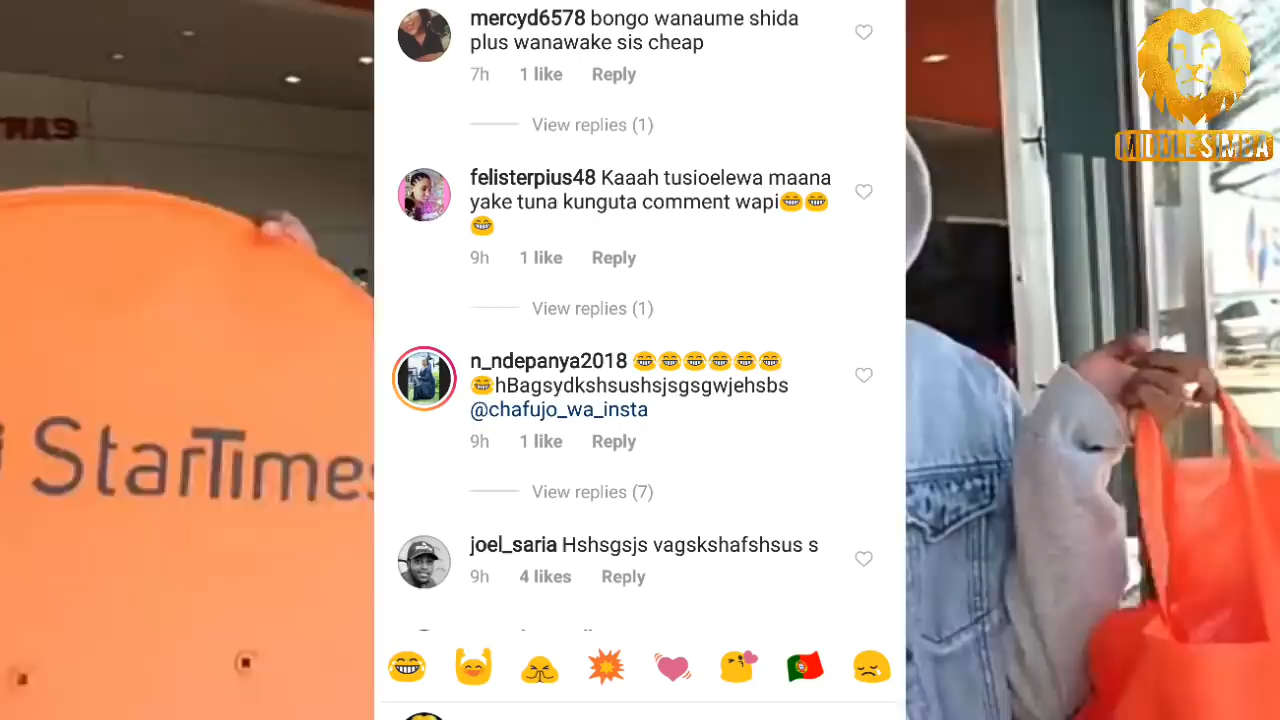 mercyd6578 bongo wanaume shida
plus wanawake sis cheap
7h 1 like Reply
View replies (1)
felisterpius48 Kaaah tusioelewa maana
yake tuna kunguta comment wapi😂😂
😂
9h 1 like Reply
View replies (1)
n_ndepanya2018 😂😂😂😂😂😂
😂hBagsydkshsushsjsgsgwjehsbs
@chafujo_wa_insta
9h 1 like Reply
View replies (7)
joel_saria Hshsgsjs vagskshafshsus s
9h 4 likes Reply
StarTimes
MIDDLE SIMBA